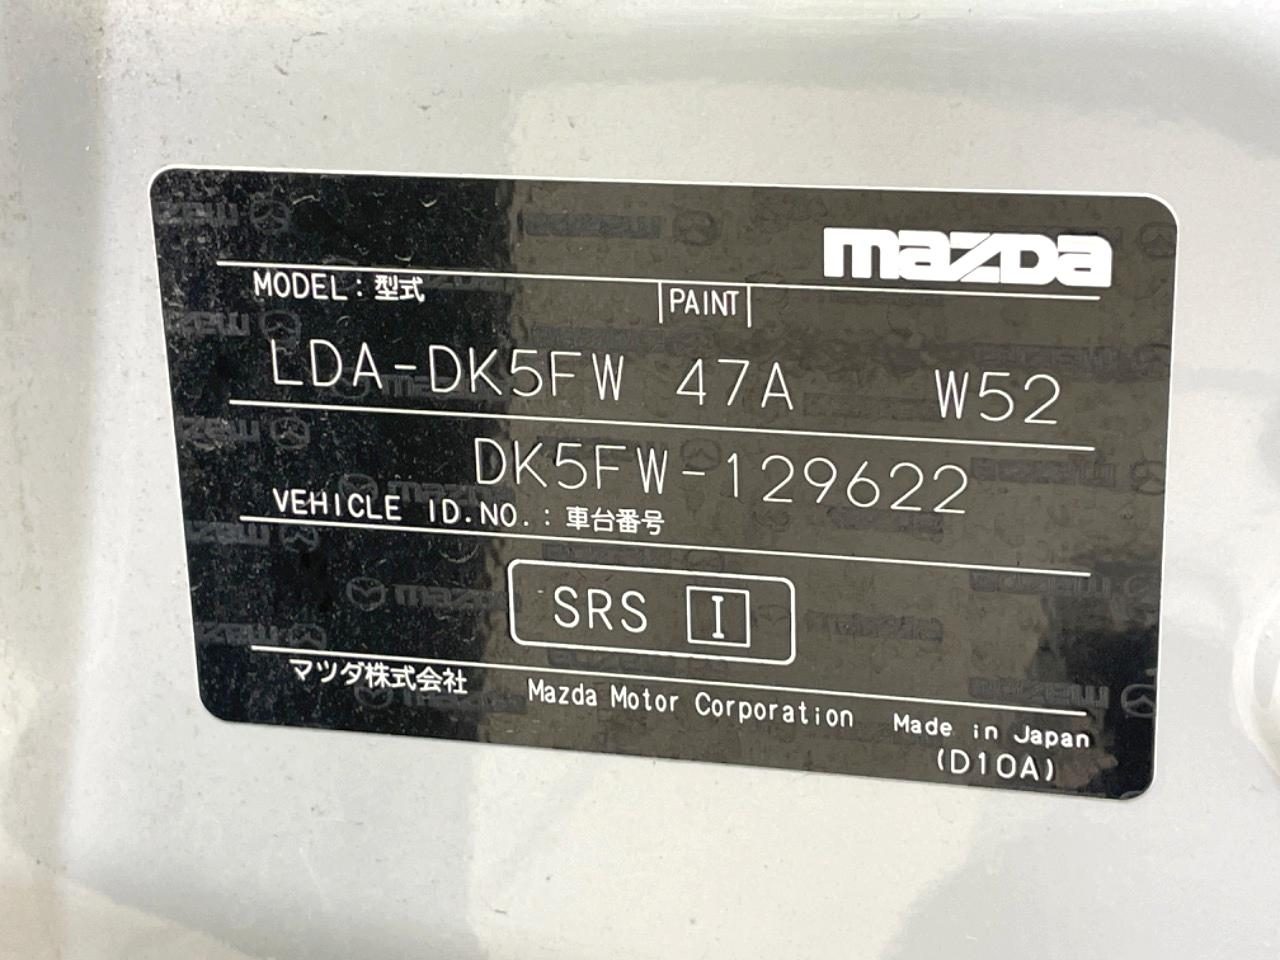 mazda
MODEL : 型式 PAINT
LDA-DK5FW 47A W52
DK5FW-129622
VEHICLE ID.NO. : 車台番号
SRS I
マツダ株式会社 Mazda Motor Corporation Made in Japan
(D10A)